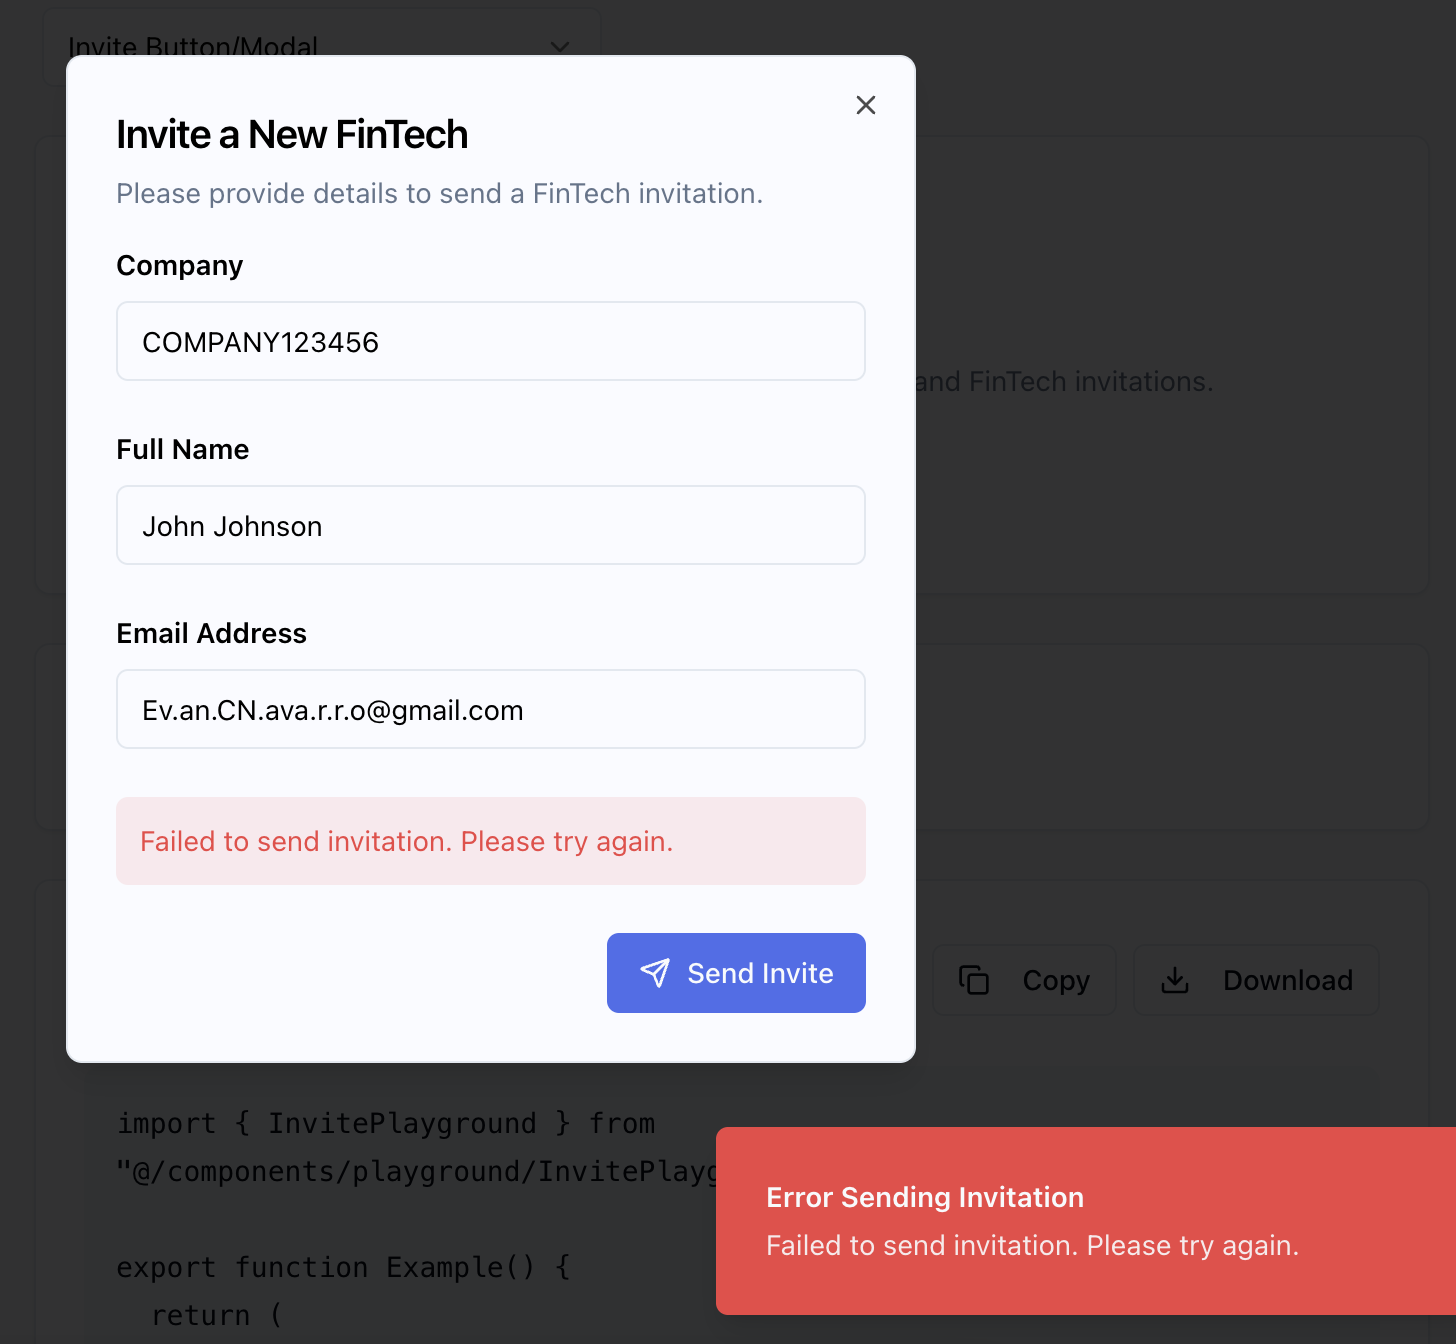 Invite Button/Modal
Invite a New FinTech
Please provide details to send a FinTech invitation.
Company
COMPANY123456
Full Name
John Johnson
Email Address
Ev.an.CN.ava.r.r.o@gmail.com
Failed to send invitation. Please try again.
Send Invite
and FinTech invitations.
Copy
Download
import { InvitePlayground } from
"@/components/playground/InvitePlayg
export function Example() {
return (
Error Sending Invitation
Failed to send invitation. Please try again.